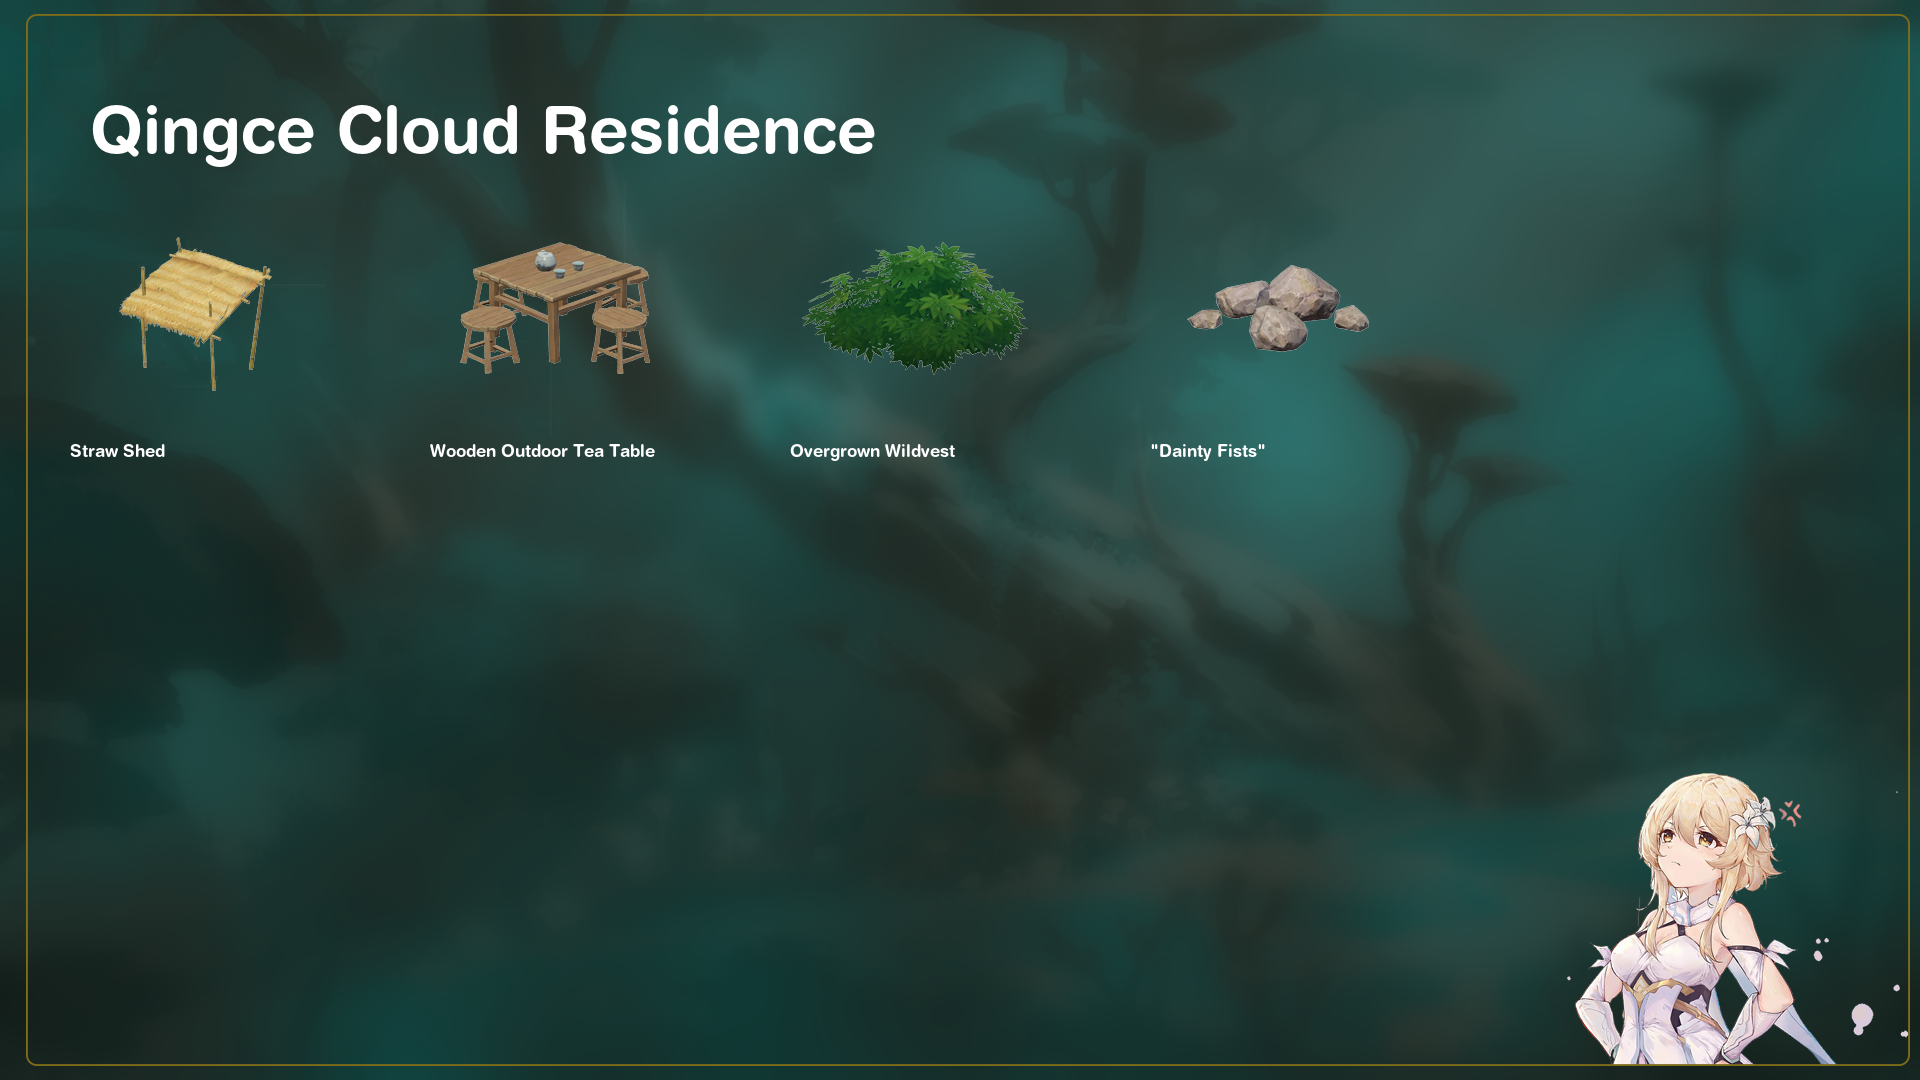 Qingce Cloud Residence
Straw Shed
Wooden Outdoor Tea Table
Overgrown Wildvest
"Dainty Fists"